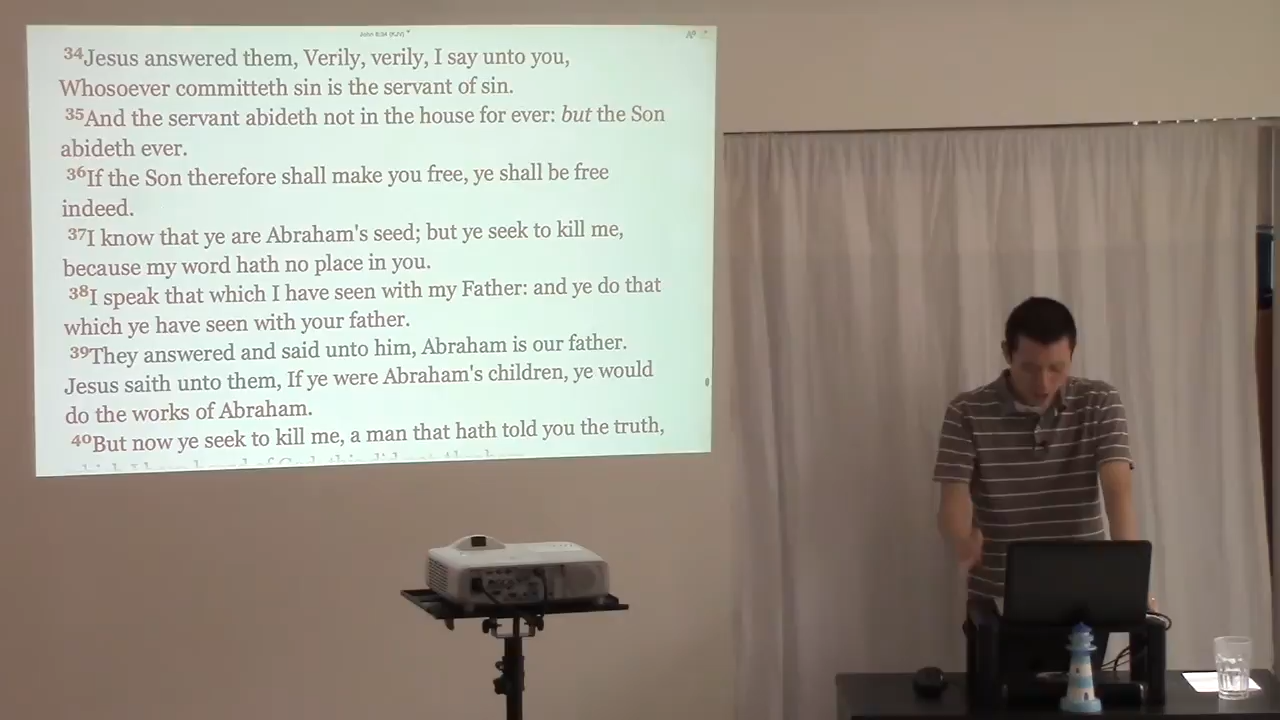 John 8:34 (KJV)
34Jesus answered them, Verily, verily, I say unto you,
Whosoever committeth sin is the servant of sin.
35And the servant abideth not in the house for ever: but the Son
abideth ever.
36If the Son therefore shall make you free, ye shall be free
indeed.
37I know that ye are Abraham's seed; but ye seek to kill me,
because my word hath no place in you.
38I speak that which I have seen with my Father: and ye do that
which ye have seen with your father.
39They answered and said unto him, Abraham is our father.
Jesus saith unto them, If ye were Abraham's children, ye would
do the works of Abraham.
40But now ye seek to kill me, a man that hath told you the truth,